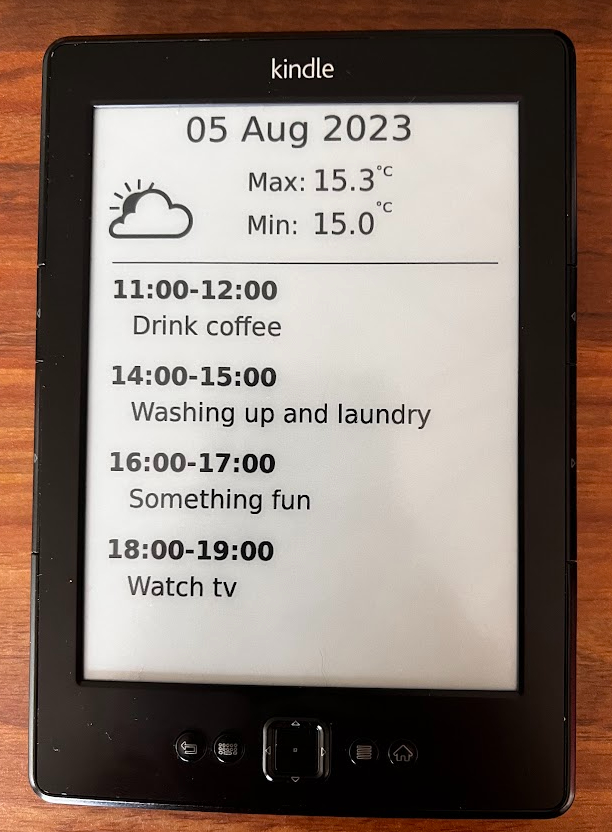 kindle
05 Aug 2023
Max: 15.3°C
Min: 15.0°C
11:00-12:00
Drink coffee
14:00-15:00
Washing up and laundry
16:00-17:00
Something fun
18:00-19:00
Watch tv